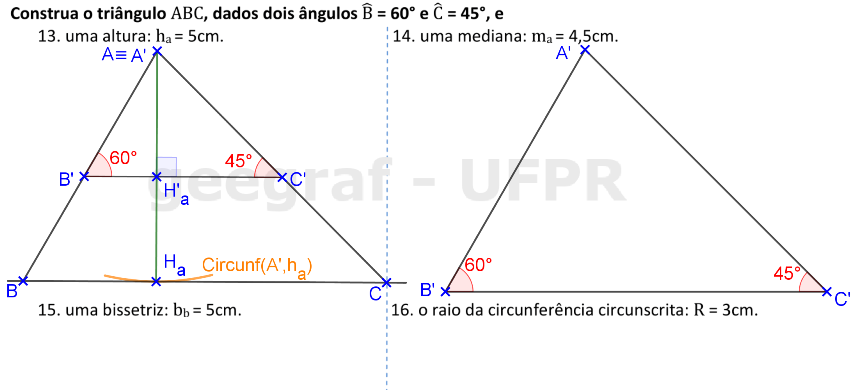 Construa o triângulo ABC, dados dois ângulos B̂ = 60° e Ĉ = 45°, e
13. uma altura: hₐ = 5cm.
14. uma mediana: mₐ = 4,5cm.
A≡ A'
A'
60°
45°
B'
C'
H'ₐ
geegraf - UFPR
Hₐ
Circunf(A',hₐ)
60°
45°
B
C
B'
C'
15. uma bissetriz: b_b = 5cm.
16. o raio da circunferência circunscrita: R = 3cm.